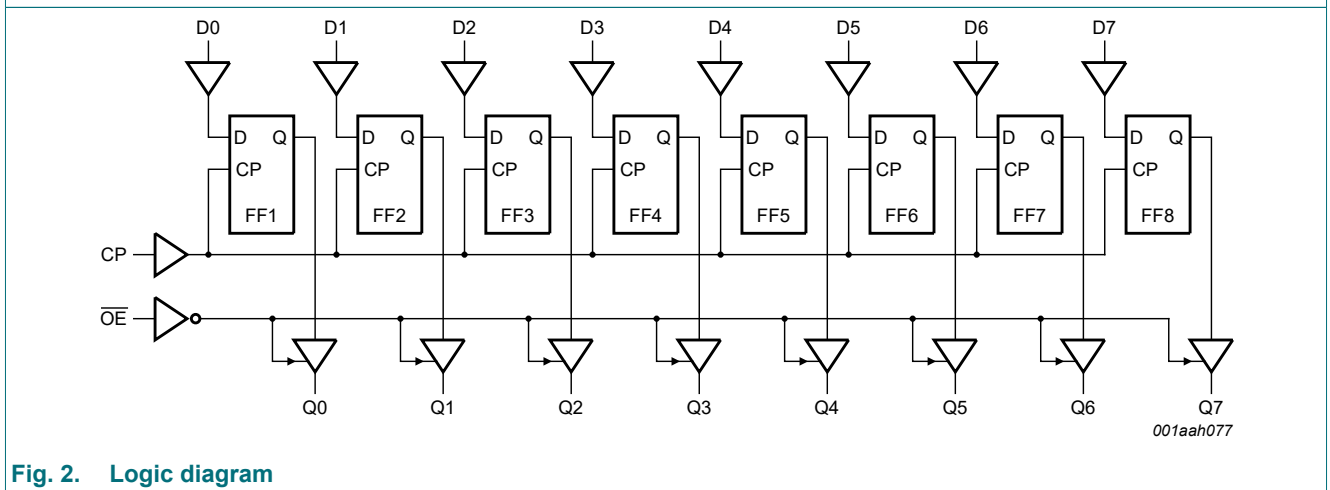 D0 D1 D2 D3 D4 D5 D6 D7
D Q D Q D Q D Q D Q D Q D Q D Q
CP CP CP CP CP CP CP CP
FF1 FF2 FF3 FF4 FF5 FF6 FF7 FF8
CP
OE
Q0 Q1 Q2 Q3 Q4 Q5 Q6 Q7
001aah077
Fig. 2. Logic diagram